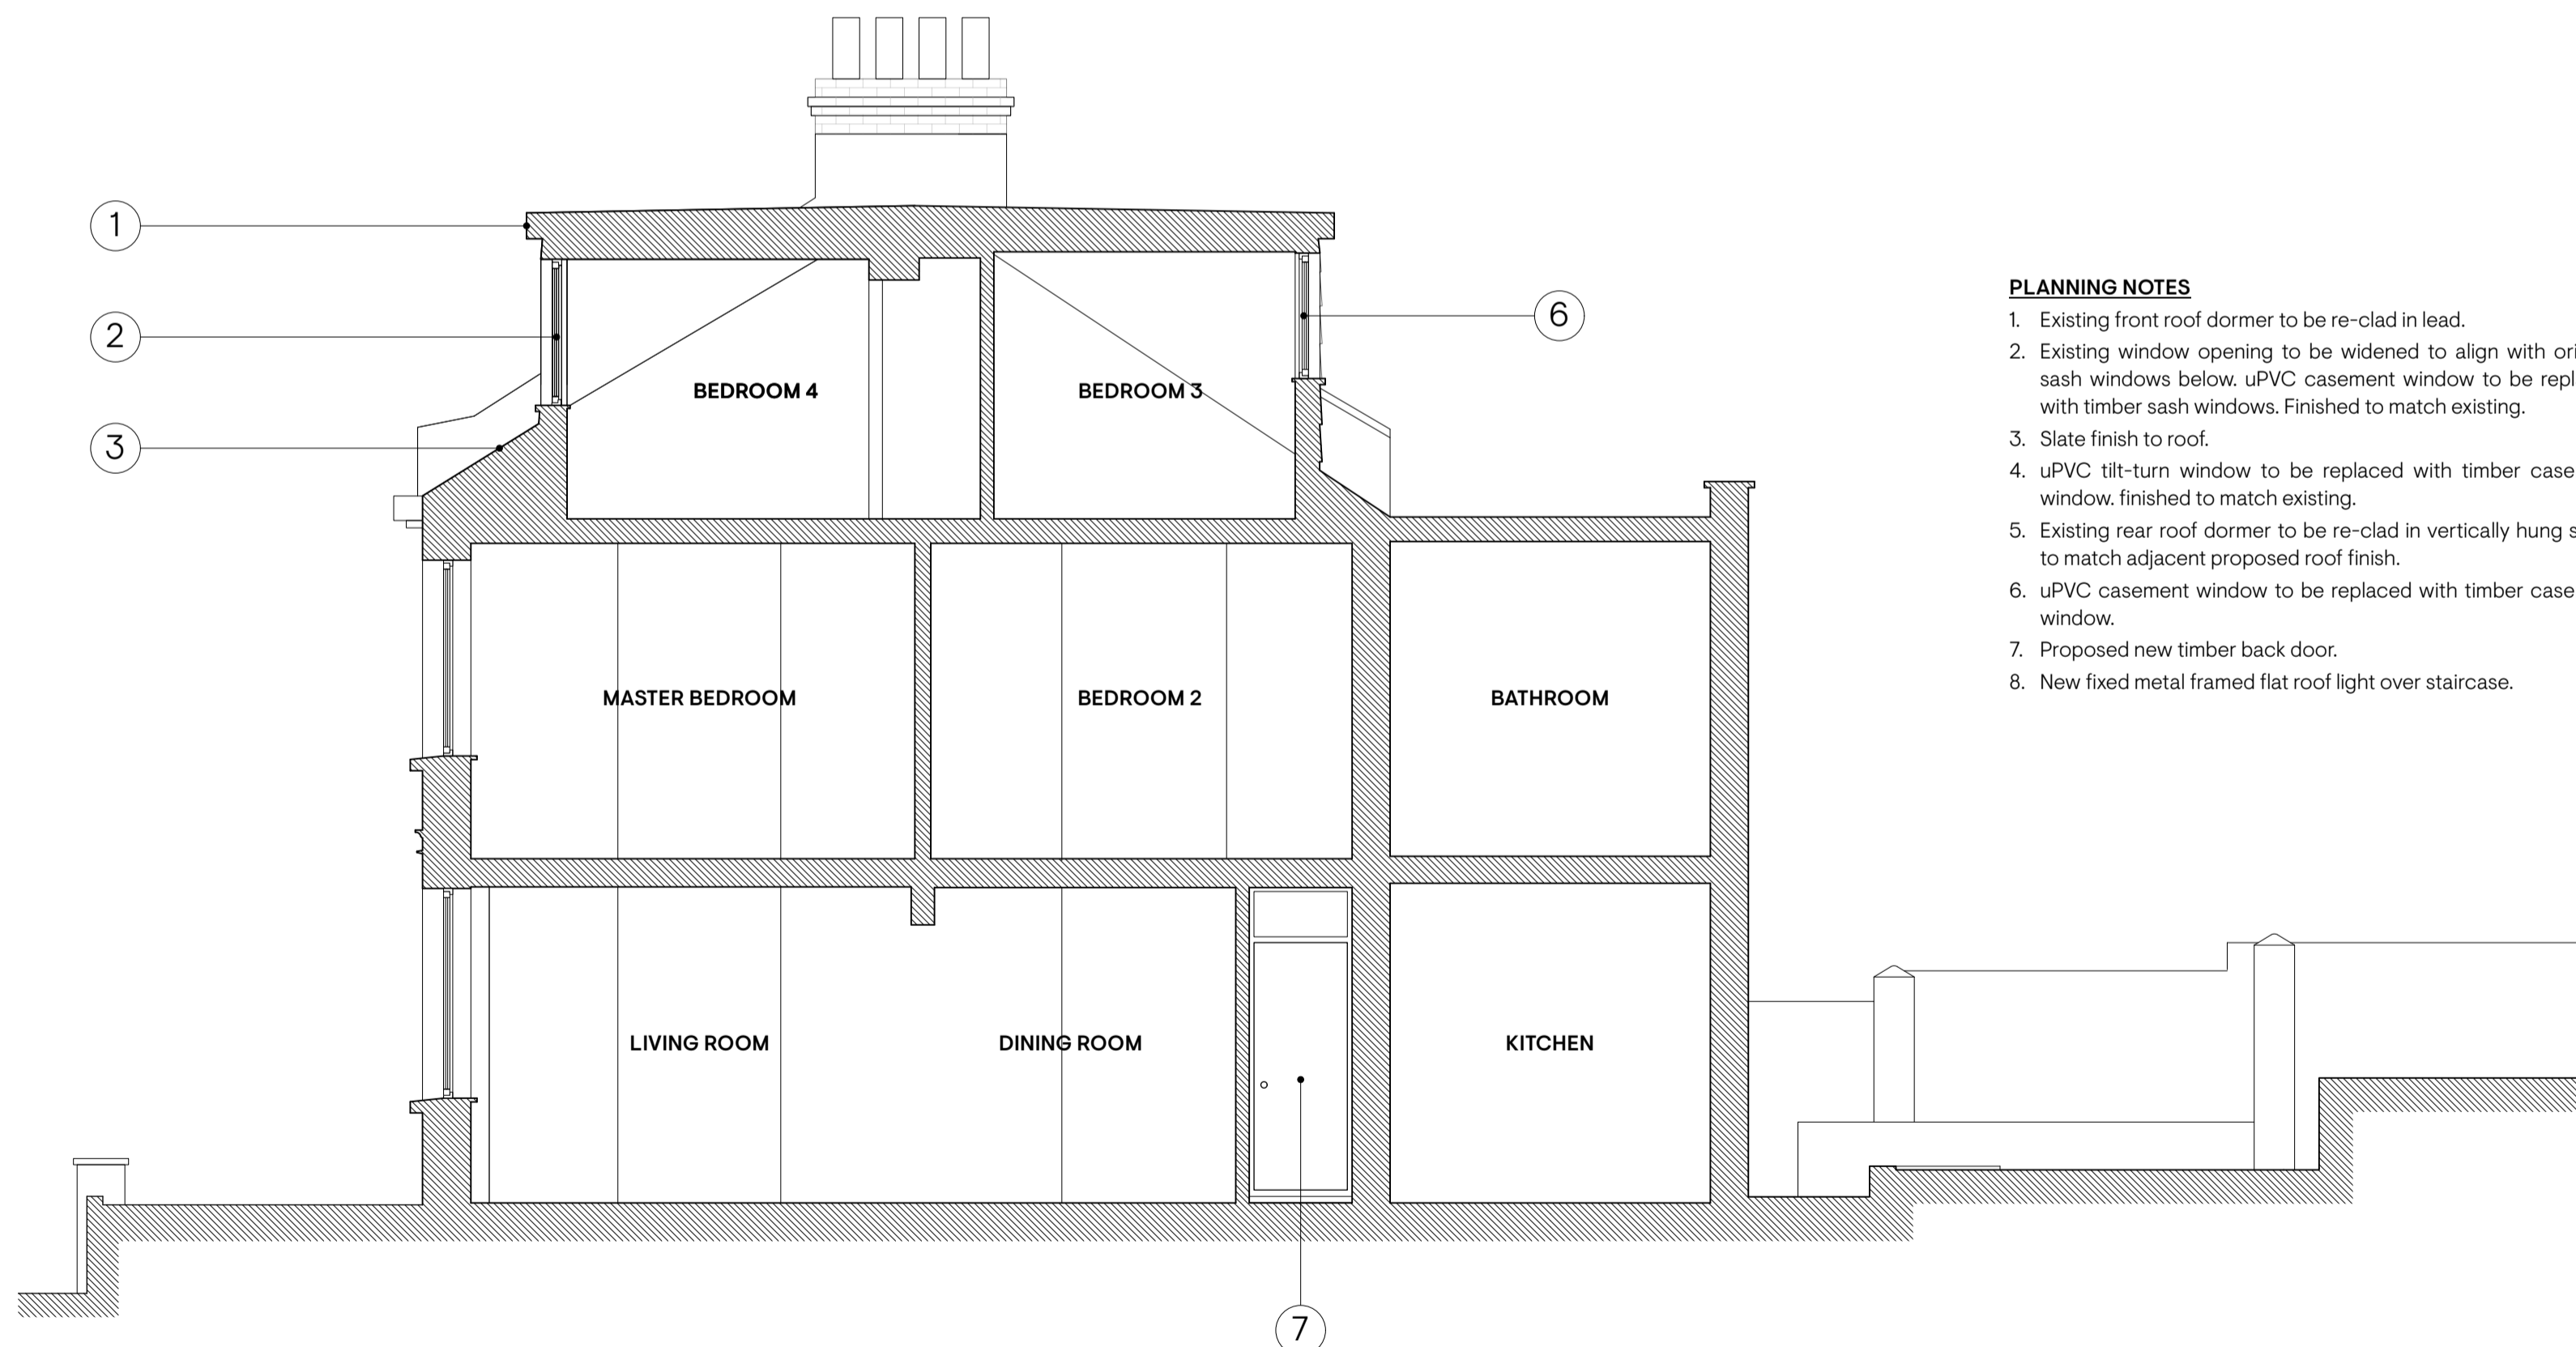 1
2
6
3
BEDROOM 4
BEDROOM 3
MASTER BEDROOM
BEDROOM 2
BATHROOM
LIVING ROOM
DINING ROOM
KITCHEN
7
PLANNING NOTES
1. Existing front roof dormer to be re-clad in lead.
2. Existing window opening to be widened to align with
sash windows below. uPVC casement window to be
with timber sash windows. Finished to match existing.
3. Slate finish to roof.
4. uPVC tilt-turn window to be replaced with timber
window. finished to match existing.
5. Existing rear roof dormer to be re-clad in vertically hung
to match adjacent proposed roof finish.
6. uPVC casement window to be replaced with timber
window.
7. Proposed new timber back door.
8. New fixed metal framed flat roof light over staircase.